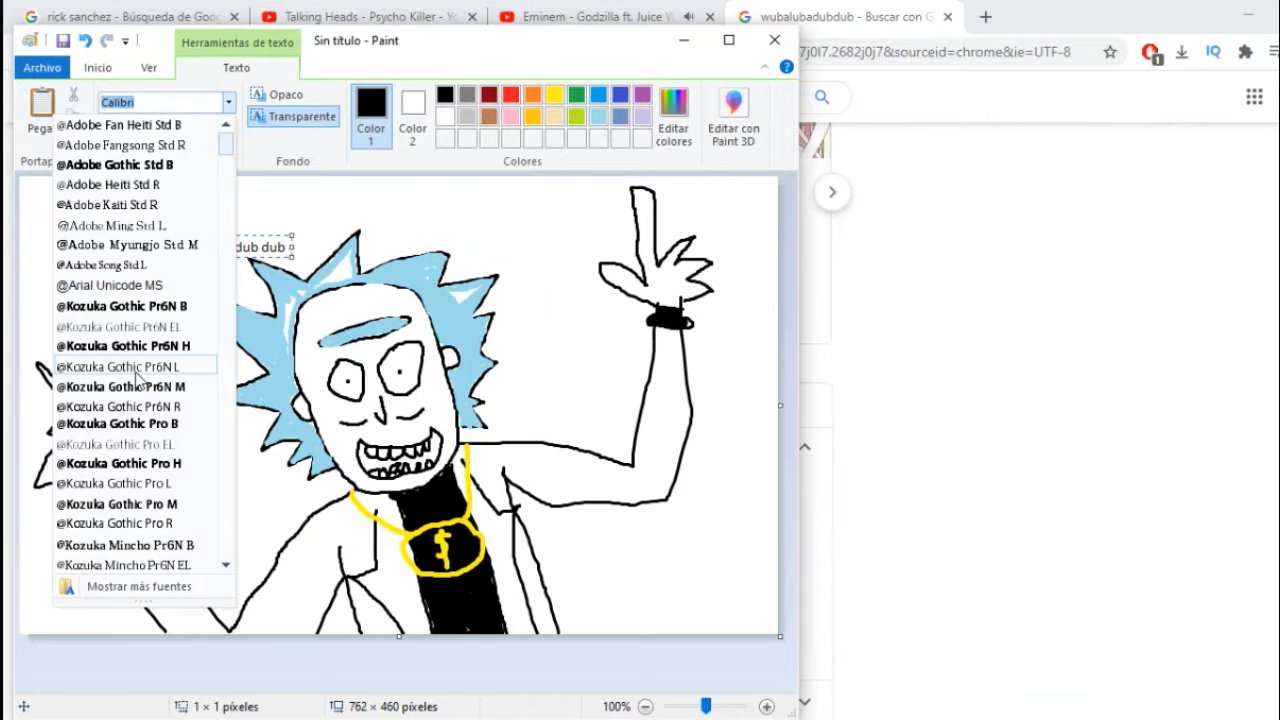 rick sanchez - Búsqueda de Goo
Talking Heads - Psycho Killer - Yo
Eminem - Godzilla ft. Juice W
wubalubadubdub - Buscar con G
Sin título - Paint
Herramientas de texto
7j0l7.2682j0j7&sourceid=chrome&ie=UTF-8
1
IQ
Archivo
Inicio
Ver
Texto
Pega
Calibri
Opaco
Transparente
Color 1
Color 2
Editar colores
Editar con Paint 3D
Portap
Fondo
Colores
@Adobe Fan Heiti Std B
@Adobe Fangsong Std R
@Adobe Gothic Std B
@Adobe Heiti Std R
@Adobe Kaiti Std R
@Adobe Ming Std L
@Adobe Myungjo Std M
@Adobe Song Std L
@Arial Unicode MS
@Kozuka Gothic Pr6N B
@Kozuka Gothic Pr6N EL
@Kozuka Gothic Pr6N H
@Kozuka Gothic Pr6N L
@Kozuka Gothic Pr6N M
@Kozuka Gothic Pr6N R
@Kozuka Gothic Pro B
@Kozuka Gothic Pro EL
@Kozuka Gothic Pro H
@Kozuka Gothic Pro L
@Kozuka Gothic Pro M
@Kozuka Gothic Pro R
@Kozuka Mincho Pr6N B
@Kozuka Mincho Pr6N EL
Mostrar más fuentes
dub dub
$
1 × 1 píxeles
762 × 460 píxeles
100%